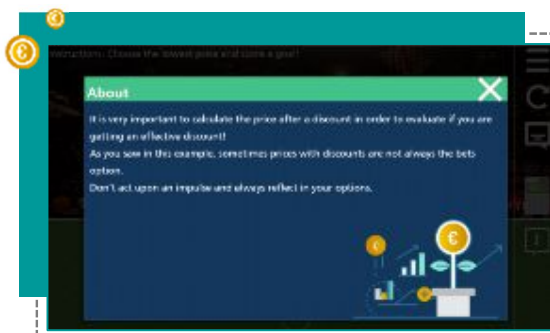 Instructions: Choose the lowest price and score a goal!
About
It is very important to calculate the price after a discount in order to evaluate if you are
getting an effective discount!
As you saw in this example, sometimes prices with discounts are not always the bets
option.
Don't act upon an impulse and always reflect in your options.